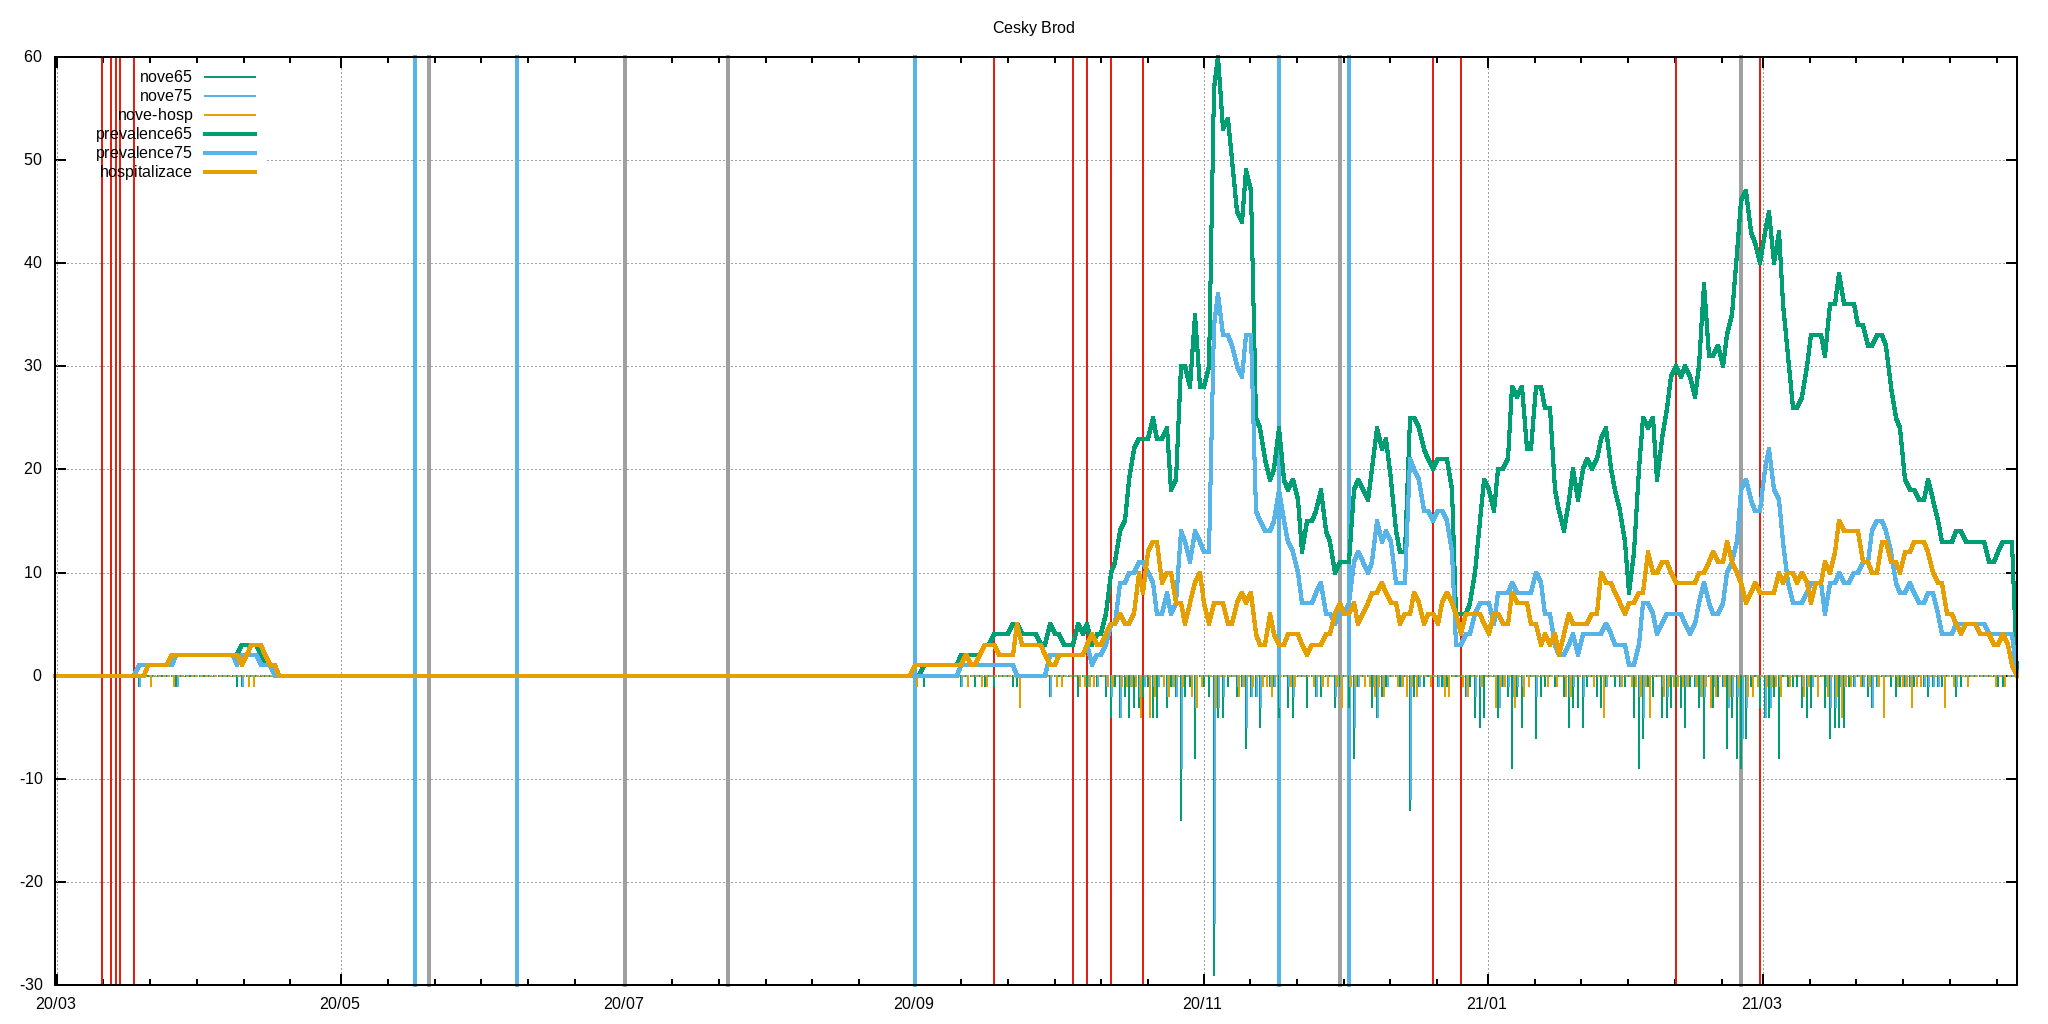 Cesky Brod
60
nove65
nove75
nove-hosp
prevalence65
50
prevalence75
hospitalizace
40
30
20
10
0
-10
-20
-30
20/03 20/05 20/07 20/09 20/11 21/01 21/03